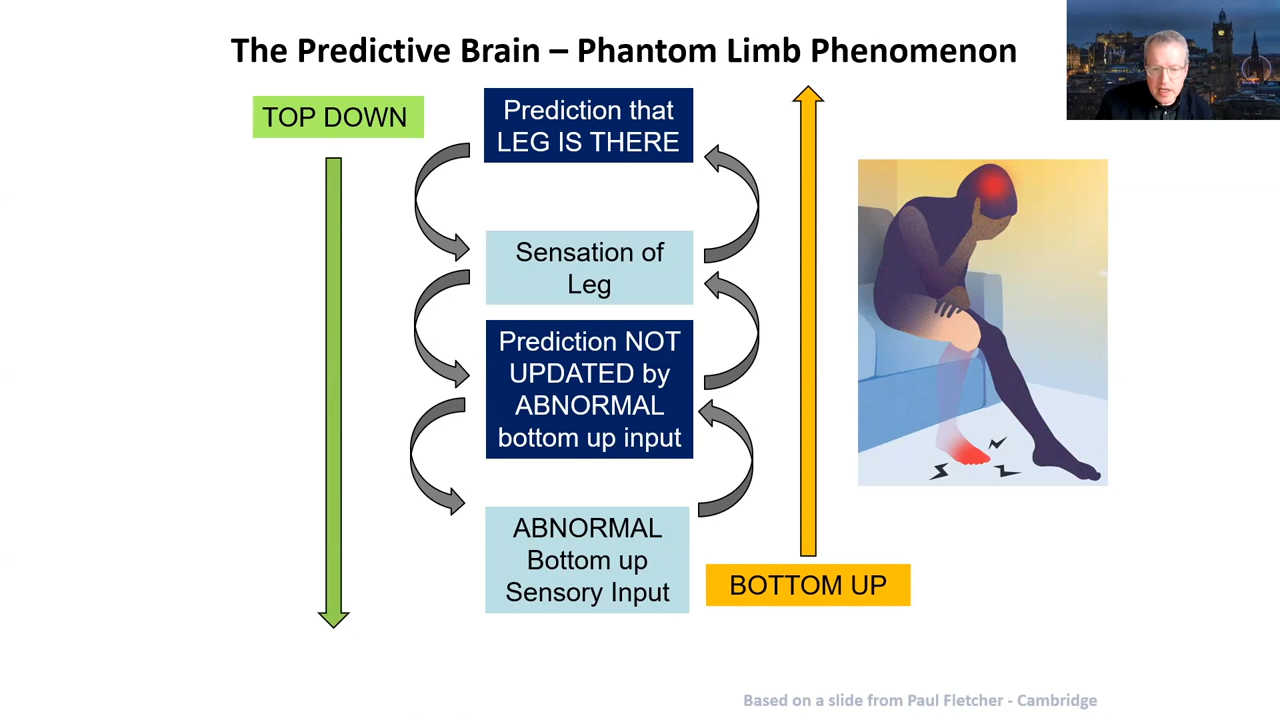 The Predictive Brain – Phantom Limb Phenomenon
TOP DOWN
Prediction that
LEG IS THERE
Sensation of
Leg
Prediction NOT
UPDATED by
ABNORMAL
bottom up input
ABNORMAL
Bottom up
Sensory Input
BOTTOM UP
Based on a slide from Paul Fletcher - Cambridge